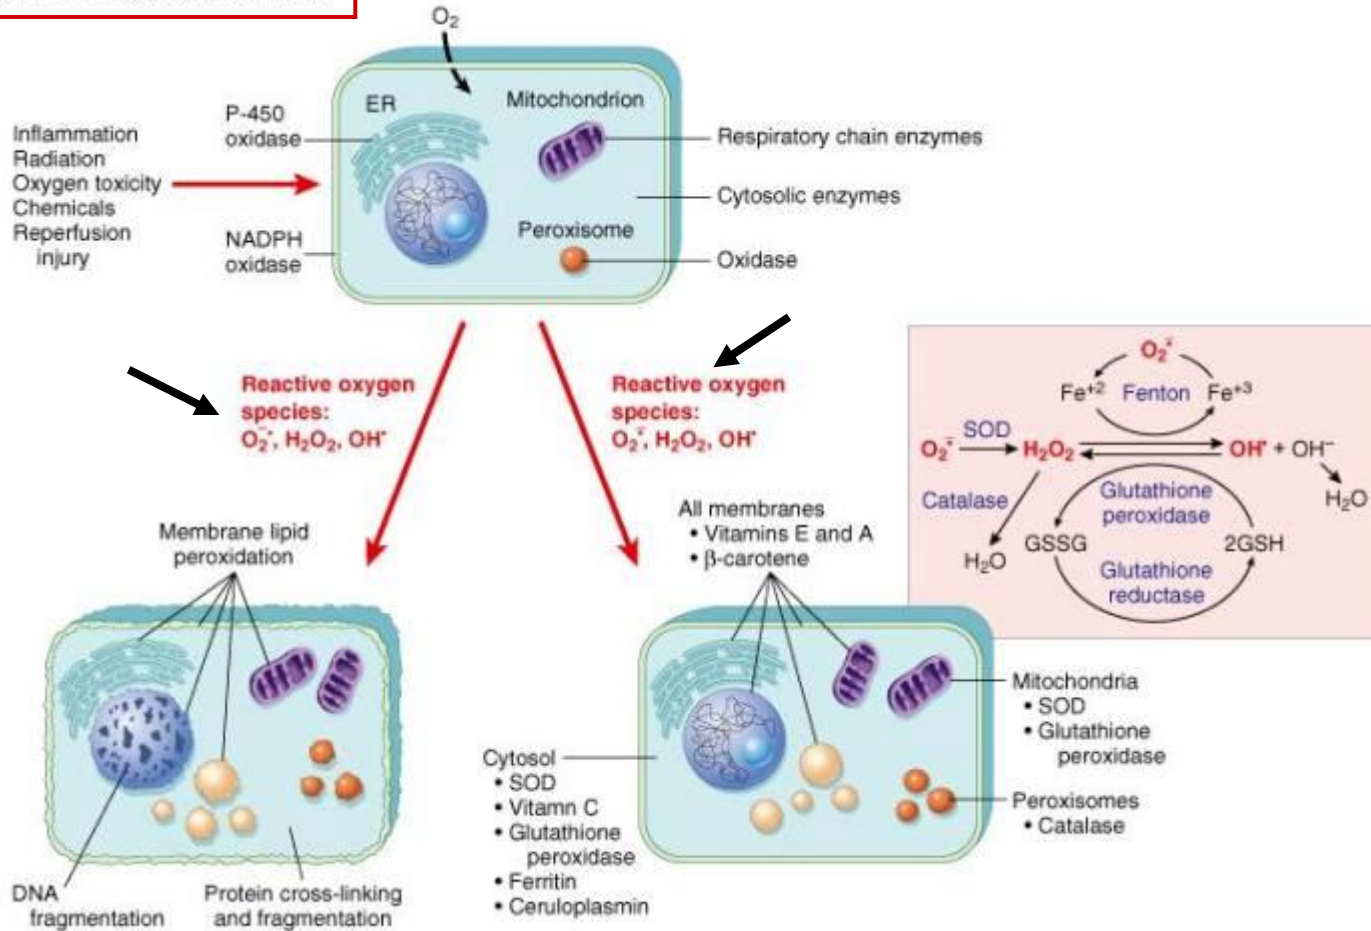 O₂
ER
Mitochondrion
P-450
oxidase
Inflammation
Radiation
Oxygen toxicity
Chemicals
Reperfusion
injury
NADPH
oxidase
Respiratory chain enzymes
Cytosolic enzymes
Peroxisome
Oxidase
Reactive oxygen
species:
O₂⁻•, H₂O₂, OH•
Reactive oxygen
species:
O₂⁻•, H₂O₂, OH•
O₂⁻•
Fe⁺² Fenton Fe⁺³
O₂⁻• SOD H₂O₂ OH• + OH⁻
Catalase
Glutathione
peroxidase
H₂O
H₂O
GSSG
2GSH
Glutathione
reductase
Membrane lipid
peroxidation
All membranes
• Vitamins E and A
• β-carotene
Mitochondria
• SOD
• Glutathione
peroxidase
Cytosol
• SOD
• Vitamn C
• Glutathione
peroxidase
• Ferritin
• Ceruloplasmin
Peroxisomes
• Catalase
DNA
fragmentation
Protein cross-linking
and fragmentation